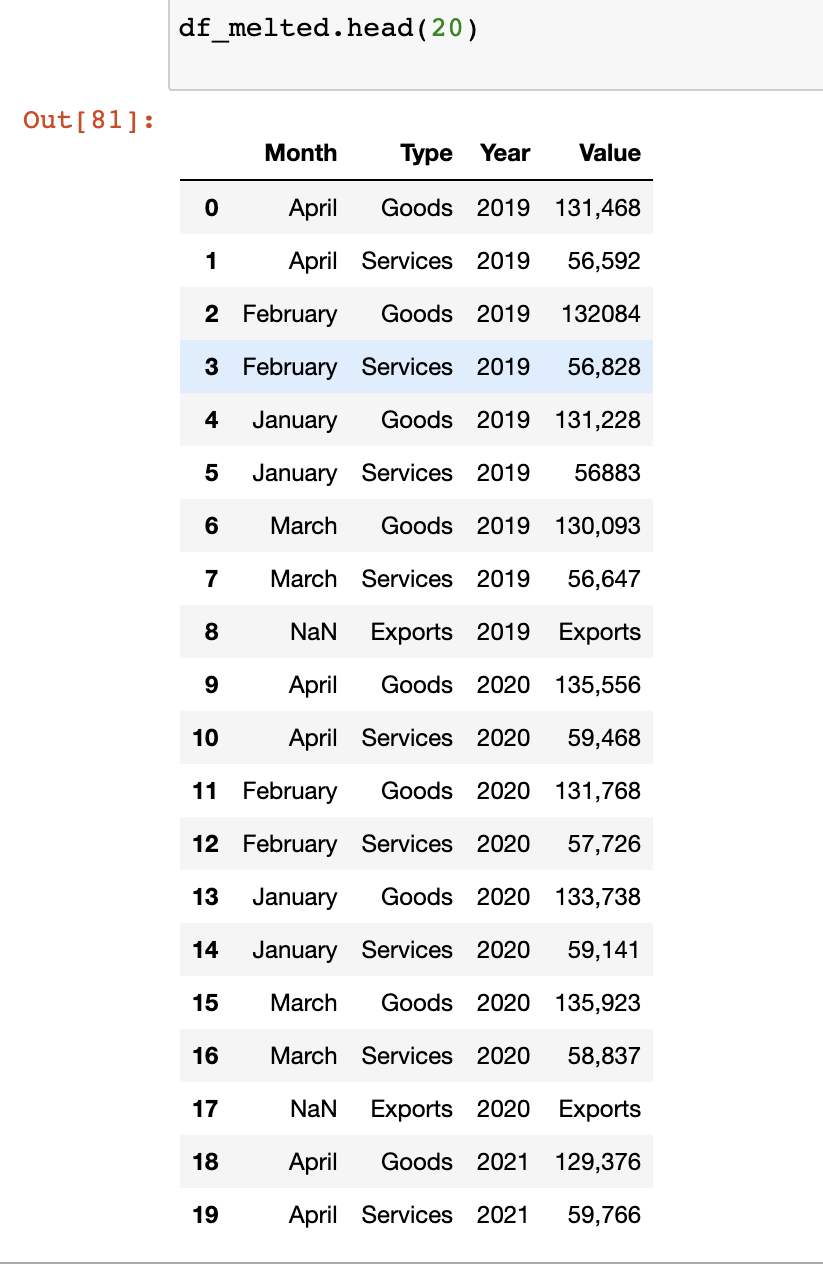 df_melted.head(20)
Out[81]:
Month Type Year Value
0 April Goods 2019 131,468
1 April Services 2019 56,592
2 February Goods 2019 132084
3 February Services 2019 56,828
4 January Goods 2019 131,228
5 January Services 2019 56883
6 March Goods 2019 130,093
7 March Services 2019 56,647
8 NaN Exports 2019 Exports
9 April Goods 2020 135,556
10 April Services 2020 59,468
11 February Goods 2020 131,768
12 February Services 2020 57,726
13 January Goods 2020 133,738
14 January Services 2020 59,141
15 March Goods 2020 135,923
16 March Services 2020 58,837
17 NaN Exports 2020 Exports
18 April Goods 2021 129,376
19 April Services 2021 59,766